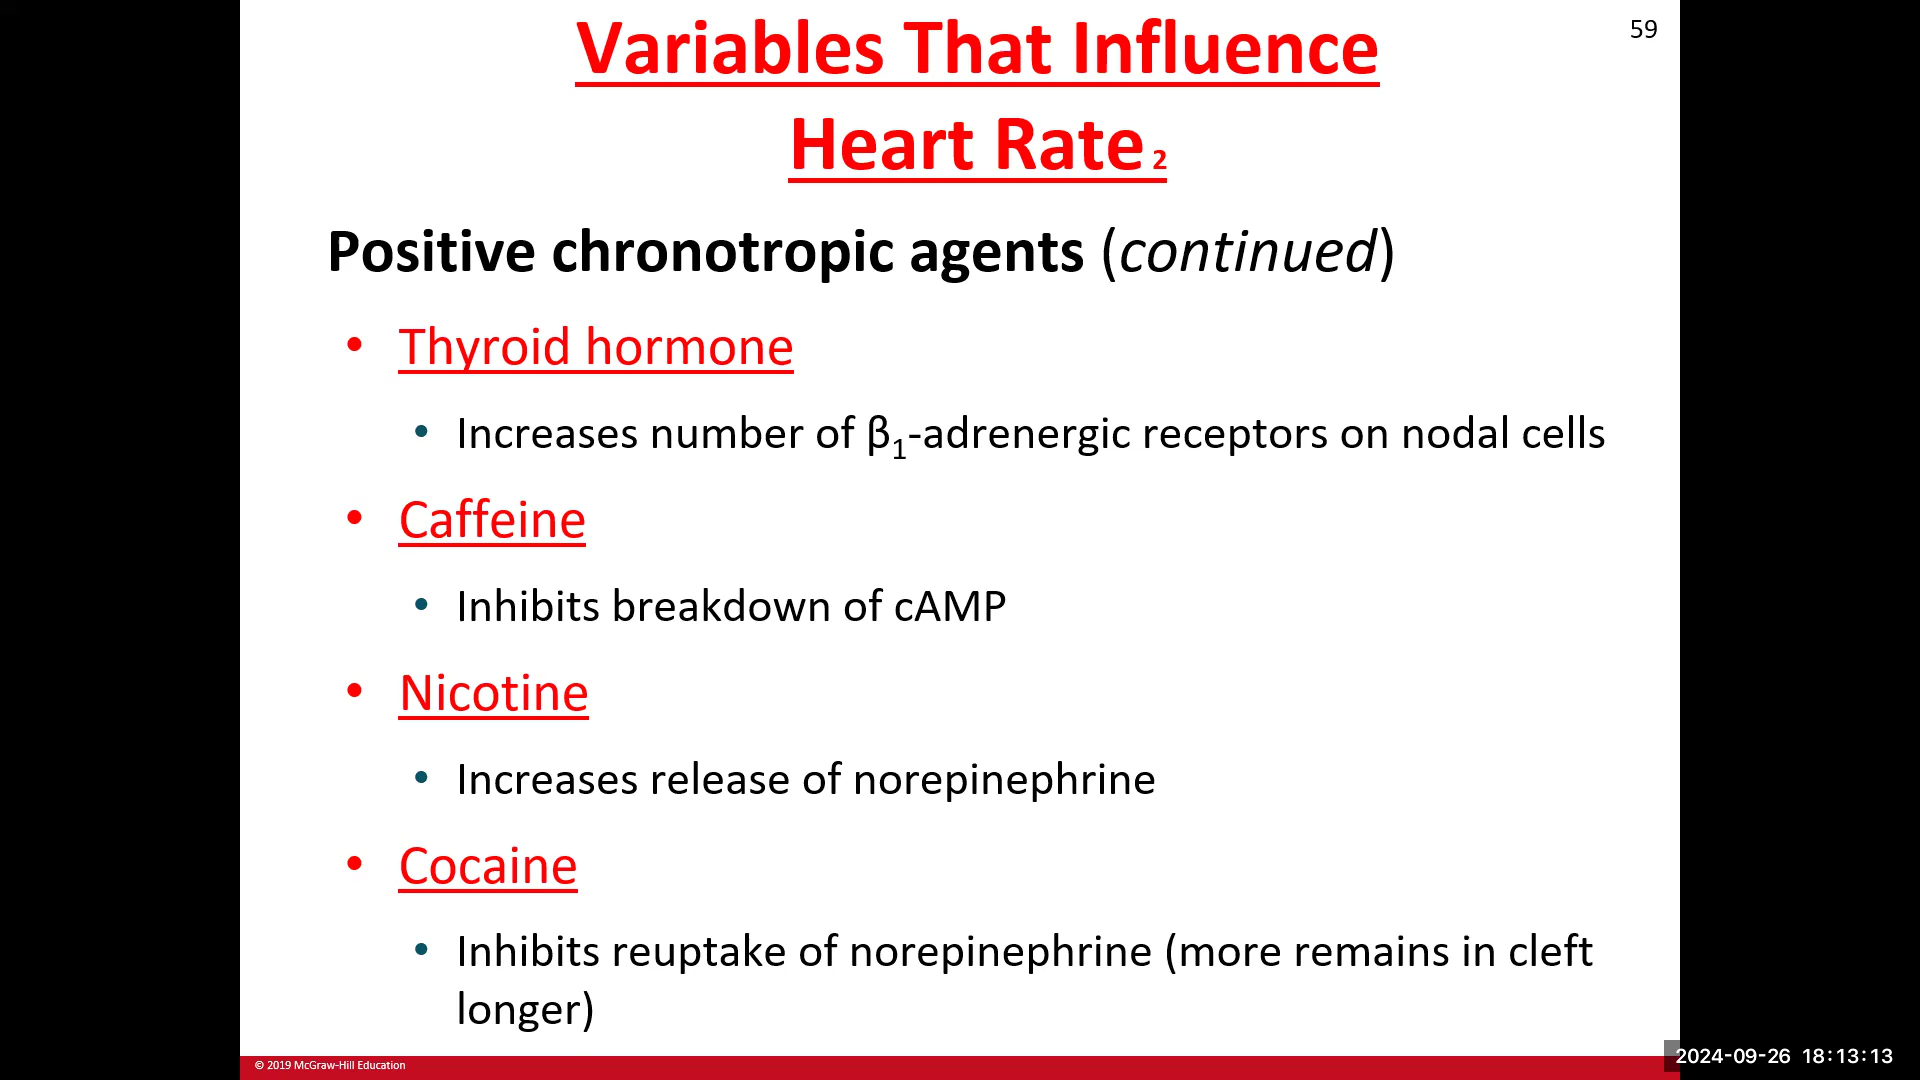 Variables That Influence
59
Heart Rate 2
Positive chronotropic agents (continued)
• Thyroid hormone
• Increases number of β1-adrenergic receptors on nodal cells
• Caffeine
• Inhibits breakdown of cAMP
• Nicotine
• Increases release of norepinephrine
• Cocaine
• Inhibits reuptake of norepinephrine (more remains in cleft
longer)
© 2019 McGraw-Hill Education
2024-09-26 18:13:13